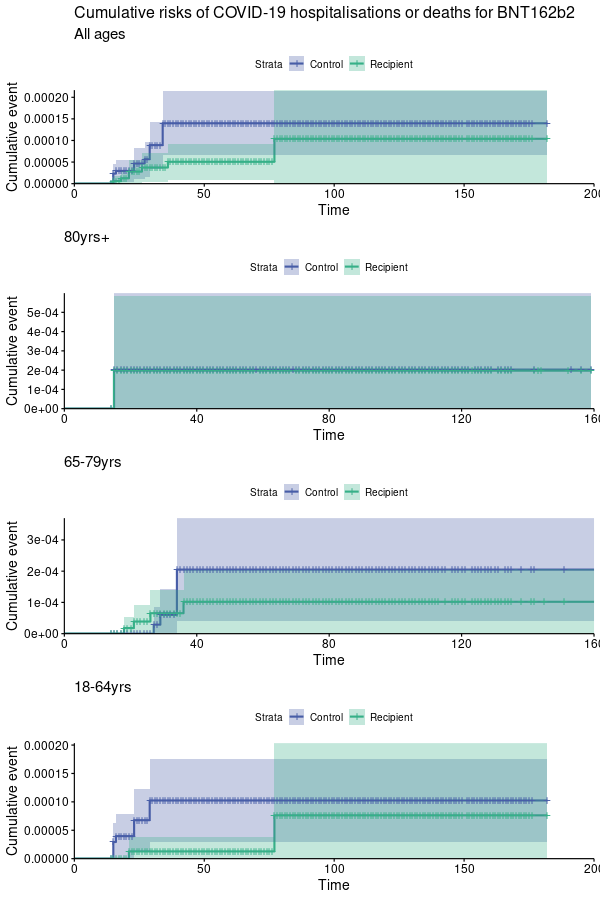 Cumulative risks of COVID-19 hospitalisations or deaths for BNT162b2
All ages
Strata Control Recipient
Cumulative event
0.00020
0.00015
0.00010
0.00005
0.00000
0 50 100 150 200
Time
80yrs+
Strata Control Recipient
Cumulative event
5e-04
4e-04
3e-04
2e-04
1e-04
0e+00
0 40 80 120 160
Time
65-79yrs
Strata Control Recipient
Cumulative event
3e-04
2e-04
1e-04
0e+00
0 40 80 120 160
Time
18-64yrs
Strata Control Recipient
Cumulative event
0.00020
0.00015
0.00010
0.00005
0.00000
0 50 100 150 200
Time